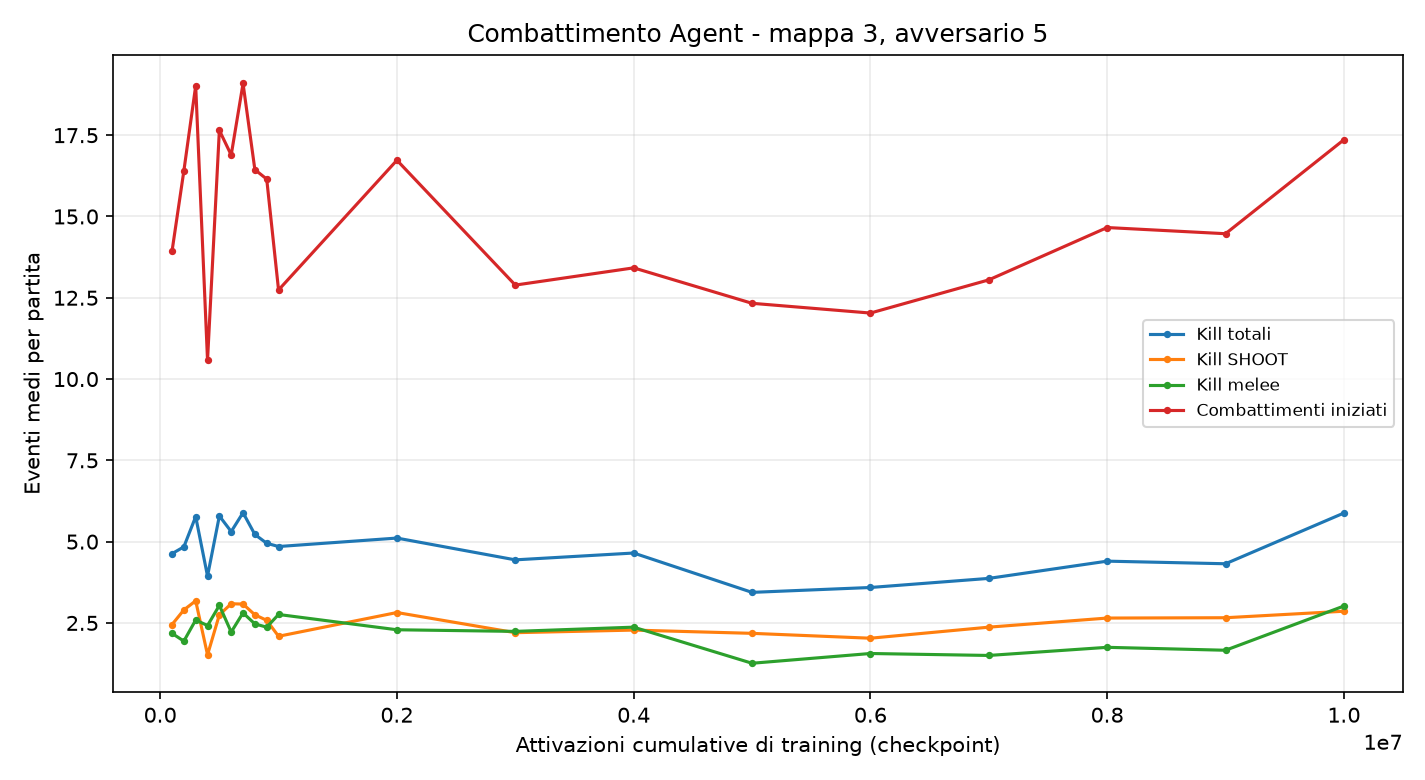 Combattimento Agent - mappa 3, avversario 5
Eventi medi per partita
17.5
15.0
12.5
10.0
7.5
5.0
2.5
Kill totali
Kill SHOOT
Kill melee
Combattimenti iniziati
0.0 0.2 0.4 0.6 0.8 1.0
1e7
Attivazioni cumulative di training (checkpoint)